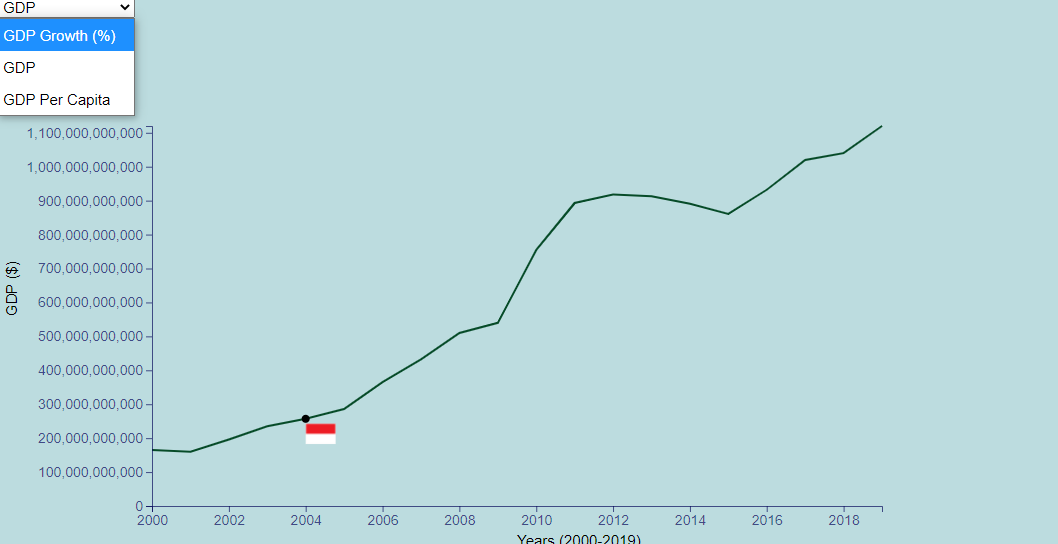 GDP
GDP Growth (%)
GDP
GDP Per Capita
1,100,000,000,000
1,000,000,000,000
900,000,000,000
800,000,000,000
700,000,000,000
600,000,000,000
500,000,000,000
400,000,000,000
300,000,000,000
200,000,000,000
100,000,000,000
0
GDP ($)
2000 2002 2004 2006 2008 2010 2012 2014 2016 2018
Years (2000-2019)